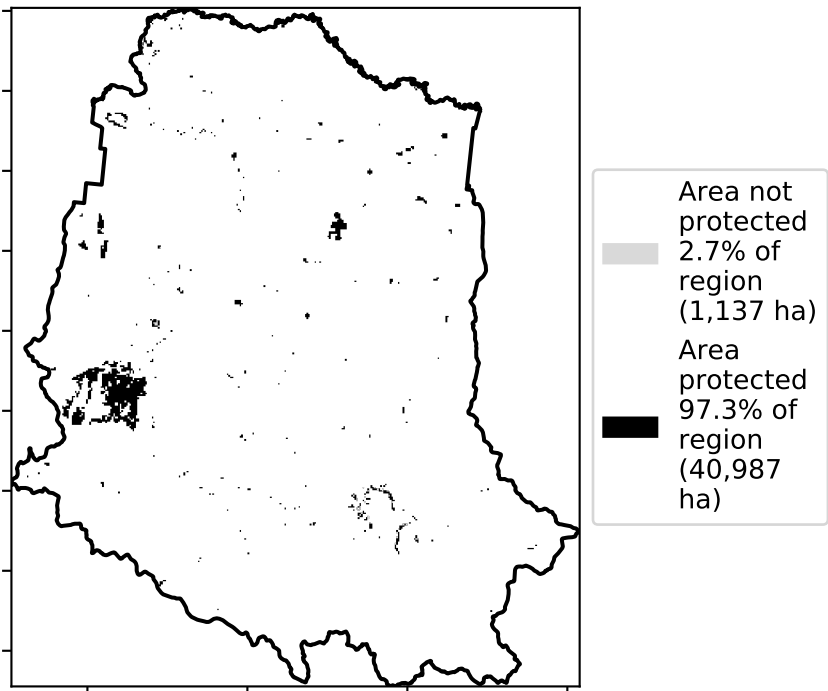 Area not
protected
2.7% of
region
(1,137 ha)
Area
protected
97.3% of
region
(40,987
ha)